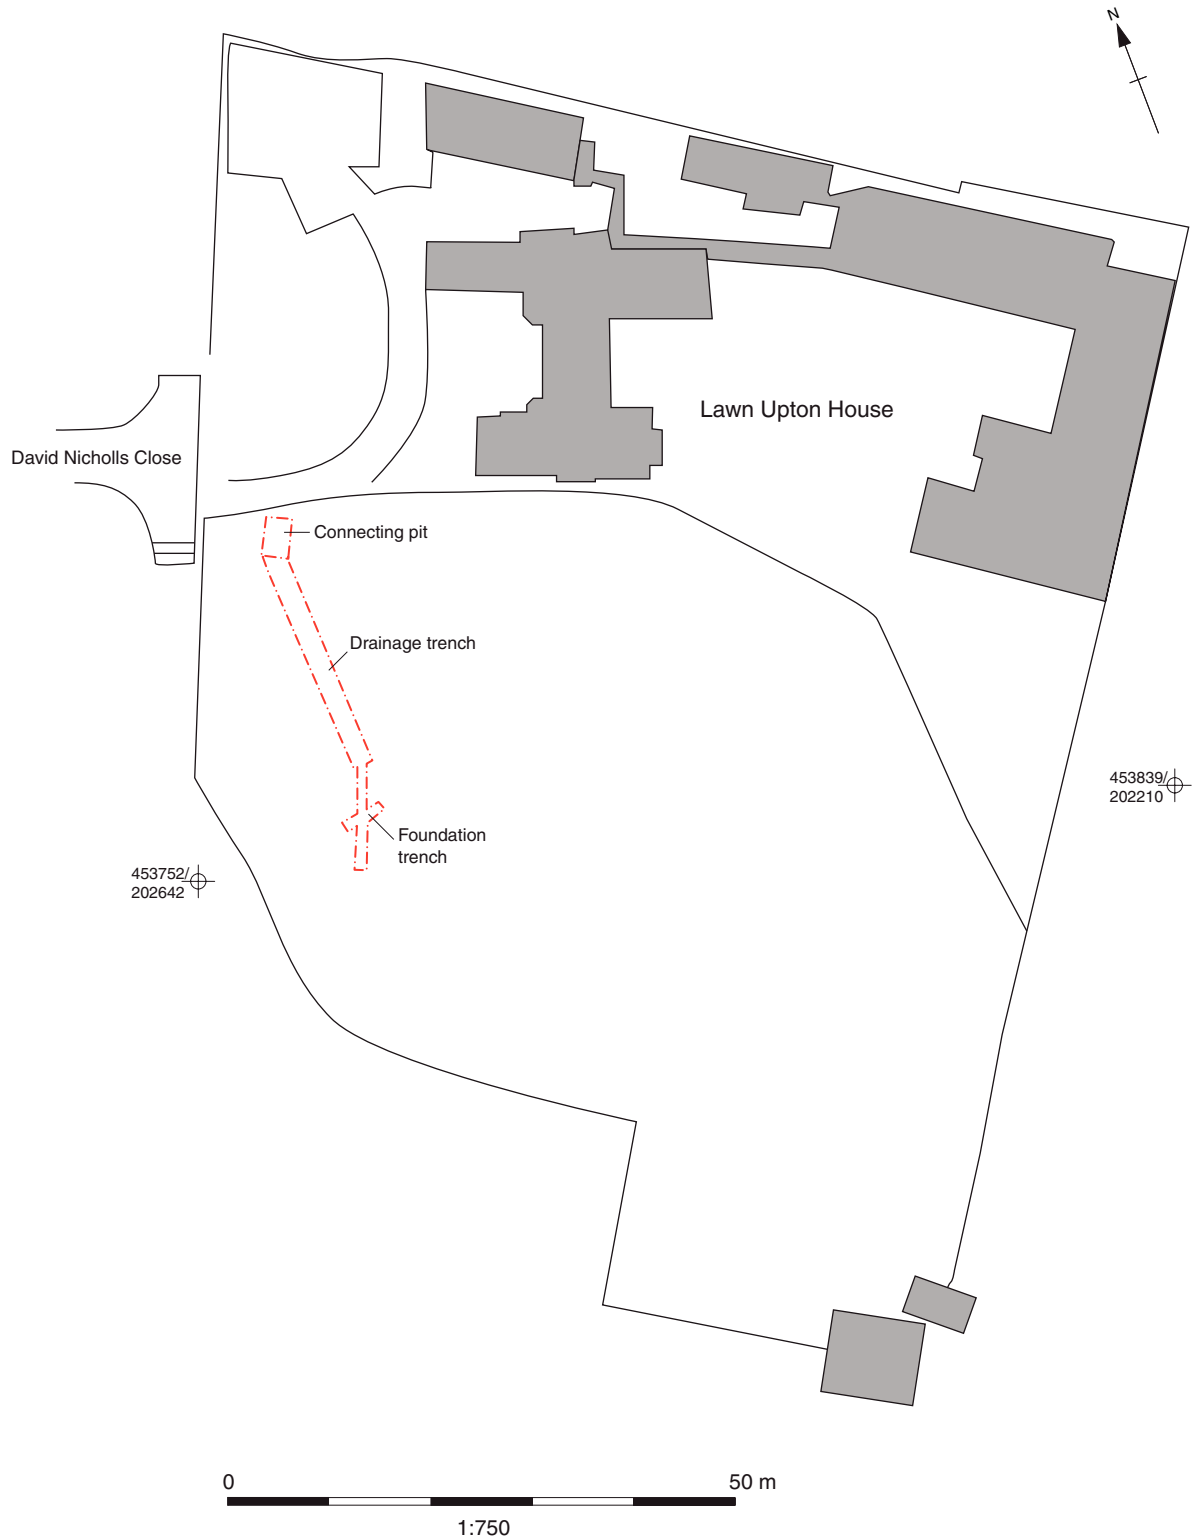 N
Lawn Upton House
David Nicholls Close
Connecting pit
Drainage trench
453839/
202210
Foundation
trench
453752/
202642
0 50 m
1:750